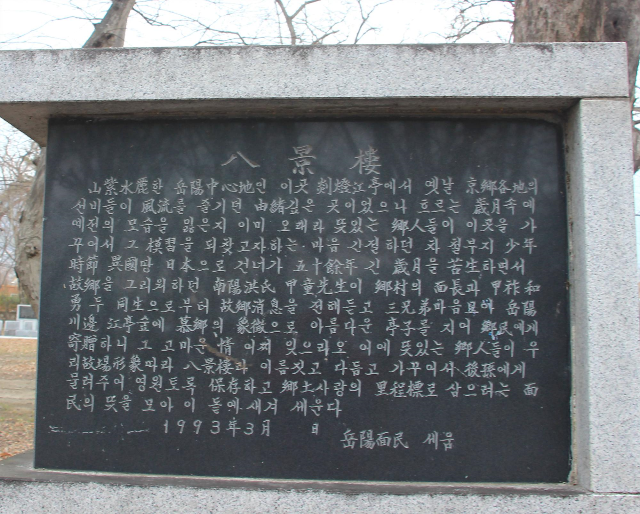 八景樓
山紫水麗한 岳陽中心地인 이곳 江亭에서 옛날 京鄕各地의
선비들이 風流를 즐기던 由緖깊은 곳이었으나 흐르는 歲月속에
예전의 모습을 잃은지 이미 오래라 뜻있는 鄕人들이 이곳을 가
꾸어서 그 模習을 되찾고자하는 마음 간절하던 차 철부지 少年
時節 異國땅 日本으로 건너가 五十餘年 긴 歲月을 苦生하면서
故鄕을 그리워하던 南陽洪氏 甲童先生이 鄕村의 面長과 甲祚和
勇 두 同生으로부터 故鄕消息을 전해듣고 三兄弟마음모여 岳陽
川邊 江亭숲에 慕鄕의 象徵으로 아름다운 亭子를 지어 鄕民에게
寄贈하니 그 고마운 情 어찌 잊으리오 이에 뜻있는 鄕人들이 우
리故場形象따라 八景樓라 이름짓고 다듬고 가꾸어서 後孫에게
물려주어 영원토록 保存하고 鄕土사랑의 里程標로 삼으려는 面
民의 뜻을 모아 이 돌에 새겨 세운다
1993年3月 日
岳陽面民 세움